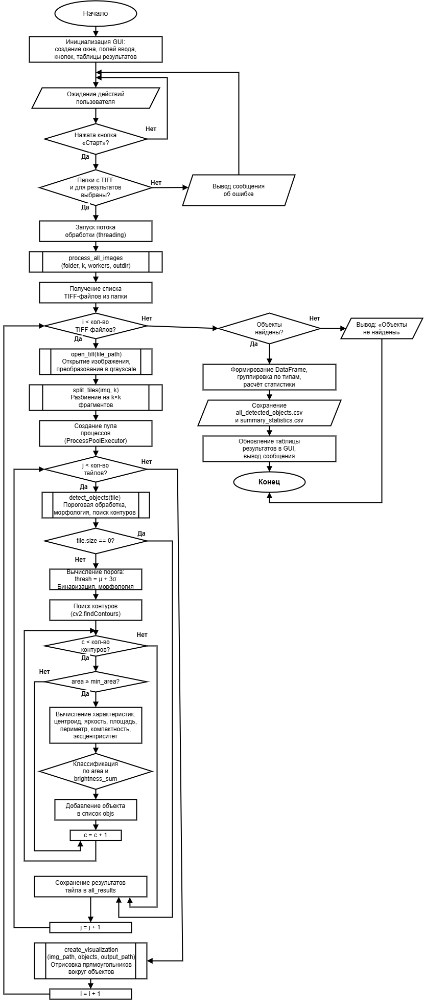 Начало
Инициализация GUI:
создание окна, полей ввода,
кнопок, таблицы результатов
Ожидание действий
пользователя
Нажата кнопка
«Старт»?
Нет
Да
Папки с TIFF
и для результатов
выбраны?
Нет
Да
Вывод сообщения
об ошибке
Запуск потока
обработки (threading)
process_all_images
(folder, k, workers, outdir)
Получение списка
TIFF-файлов из папки
i < кол-во
TIFF-файлов?
Нет
Да
Объекты
найдены?
Нет
Да
Вывод: «Объекты
не найдены»
open_tiff(file_path)
Открытие изображения,
преобразование в grayscale
Формирование DataFrame,
группировка по типам,
расчёт статистики
split_tiles(img, k)
Разбиение на k×k
фрагментов
Сохранение
all_detected_objects.csv
и summary_statistics.csv
Создание пула
процессов
(ProcessPoolExecutor)
Обновление таблицы
результатов в GUI,
вывод сообщения
Конец
j < кол-во
тайлов?
Нет
Да
detect_objects(tile)
Пороговая обработка,
морфология, поиск контуров
tile.size == 0?
Да
Нет
Вычисление порога:
thresh = μ + 3σ
Бинаризация, морфология
Поиск контуров
(cv2.findContours)
c < кол-во
контуров?
Нет
Да
area ≥ min_area?
Нет
Да
Вычисление характеристик:
центроид, яркость, площадь,
периметр, компактность,
эксцентриситет
Классификация
по area и
brightness_sum
Добавление объекта
в список objs
c = c + 1
Сохранение результатов
тайла в all_results
j = j + 1
create_visualization
(img_path, objects, output_path)
Отрисовка прямоугольников
вокруг объектов
i = i + 1